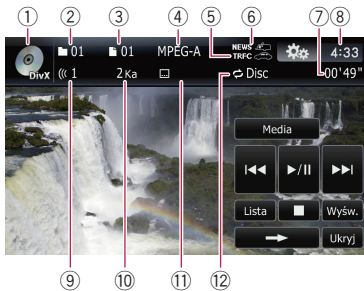 ① ② ③ ④ ⑤ ⑥ ⑦ ⑧
01 01 MPEG-A NEWS 4:33
TRFC
DivX 1 2Ka Disc 00'49"
Media
Lista Wyśw.
Ukryj
⑨ ⑩ ⑪ ⑫